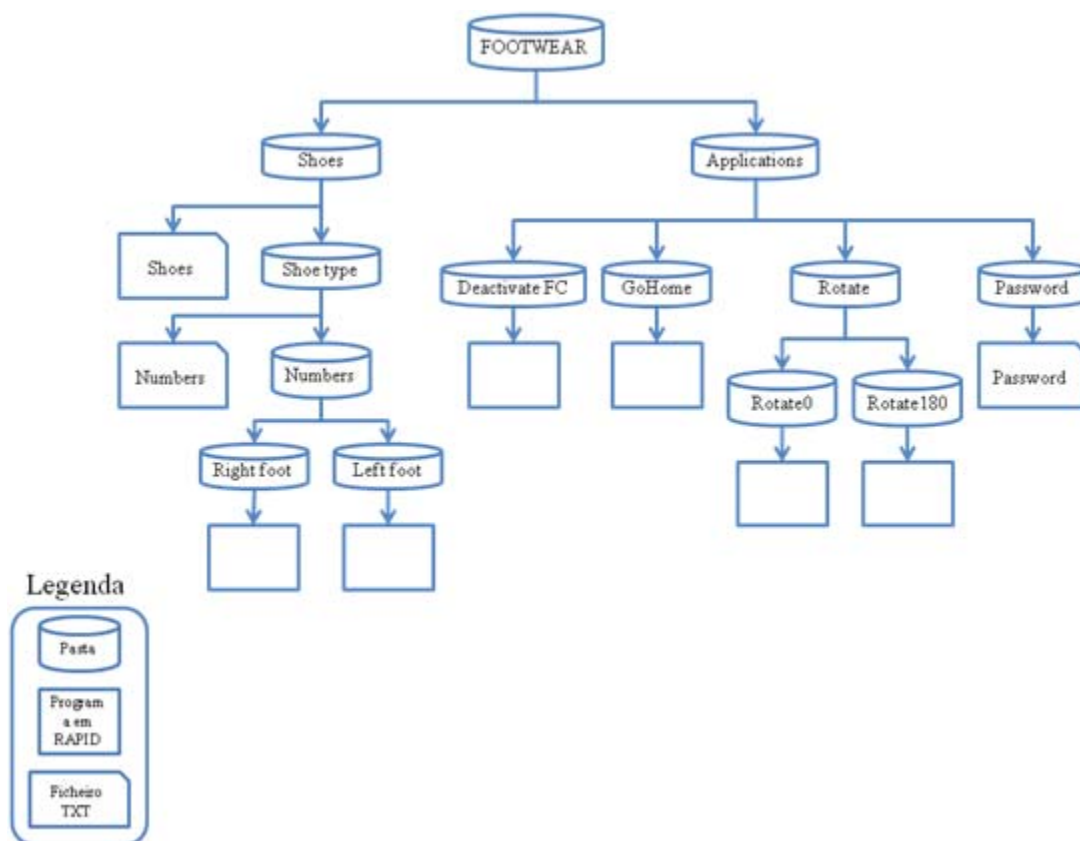 FOOTWEAR
Shoes
Applications
Shoes
Shoe type
Deactivate FC
GoHome
Rotate
Password
Numbers
Numbers
Rotate0
Rotate180
Password
Right foot
Left foot
Legenda
Pasta
Program
a em
RAPID
Ficheiro
TXT